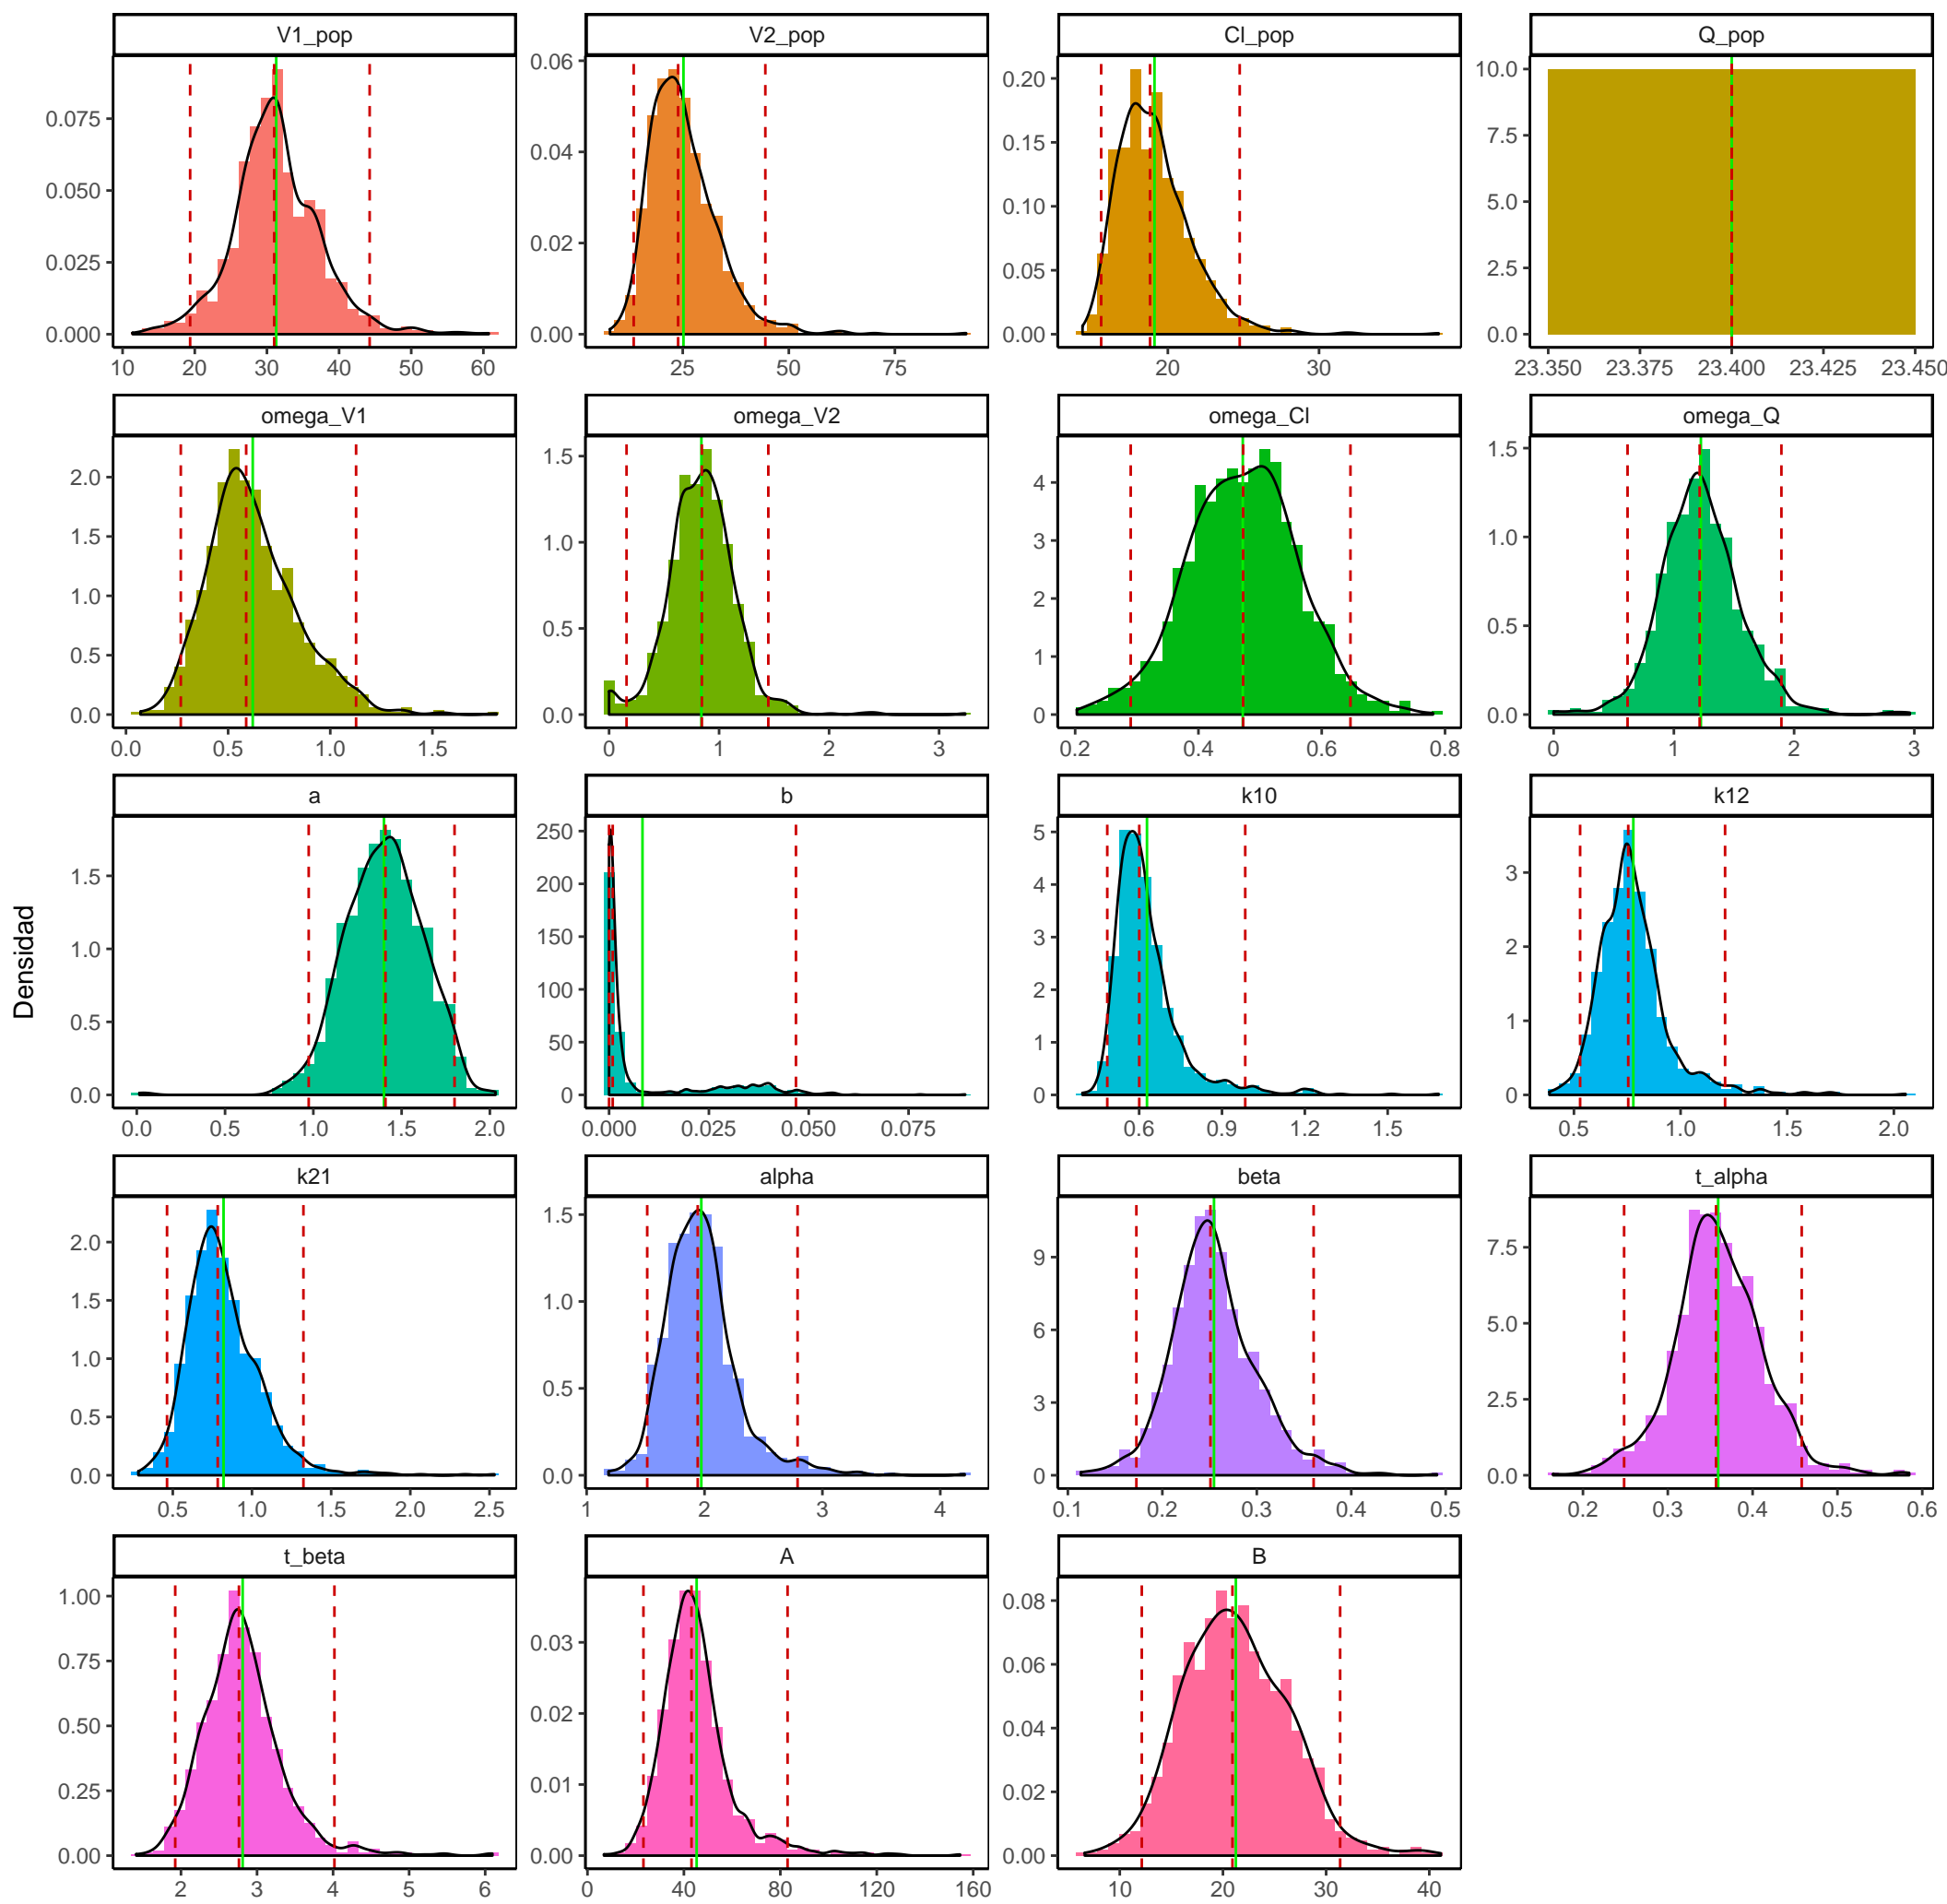 V1_pop V2_pop Cl_pop Q_pop
0.075 0.050 0.025 0.000
10 20 30 40 50 60
0.06 0.04 0.02 0.00
25 50 75
0.20 0.15 0.10 0.05 0.00
20 30
10.0 7.5 5.0 2.5 0.0
23.350 23.375 23.400 23.425 23.450
omega_V1 omega_V2 omega_Cl omega_Q
2.0 1.5 1.0 0.5 0.0
0.0 0.5 1.0 1.5
1.5 1.0 0.5 0.0
0 1 2 3
4 3 2 1 0
0.2 0.4 0.6 0.8
1.5 1.0 0.5 0.0
0 1 2 3
Densidad
a b k10 k12
1.5 1.0 0.5 0.0
0.0 0.5 1.0 1.5 2.0
250 200 150 100 50 0
0.000 0.025 0.050 0.075
5 4 3 2 1 0
0.6 0.9 1.2 1.5
3 2 1 0
0.5 1.0 1.5 2.0
k21 alpha beta t_alpha
2.0 1.5 1.0 0.5 0.0
0.5 1.0 1.5 2.0 2.5
1.5 1.0 0.5 0.0
1 2 3 4
9 6 3 0
0.1 0.2 0.3 0.4 0.5
7.5 5.0 2.5 0.0
0.2 0.3 0.4 0.5 0.6
t_beta A B
1.00 0.75 0.50 0.25 0.00
2 3 4 5 6
0.03 0.02 0.01 0.00
0 40 80 120 160
0.08 0.06 0.04 0.02 0.00
10 20 30 40